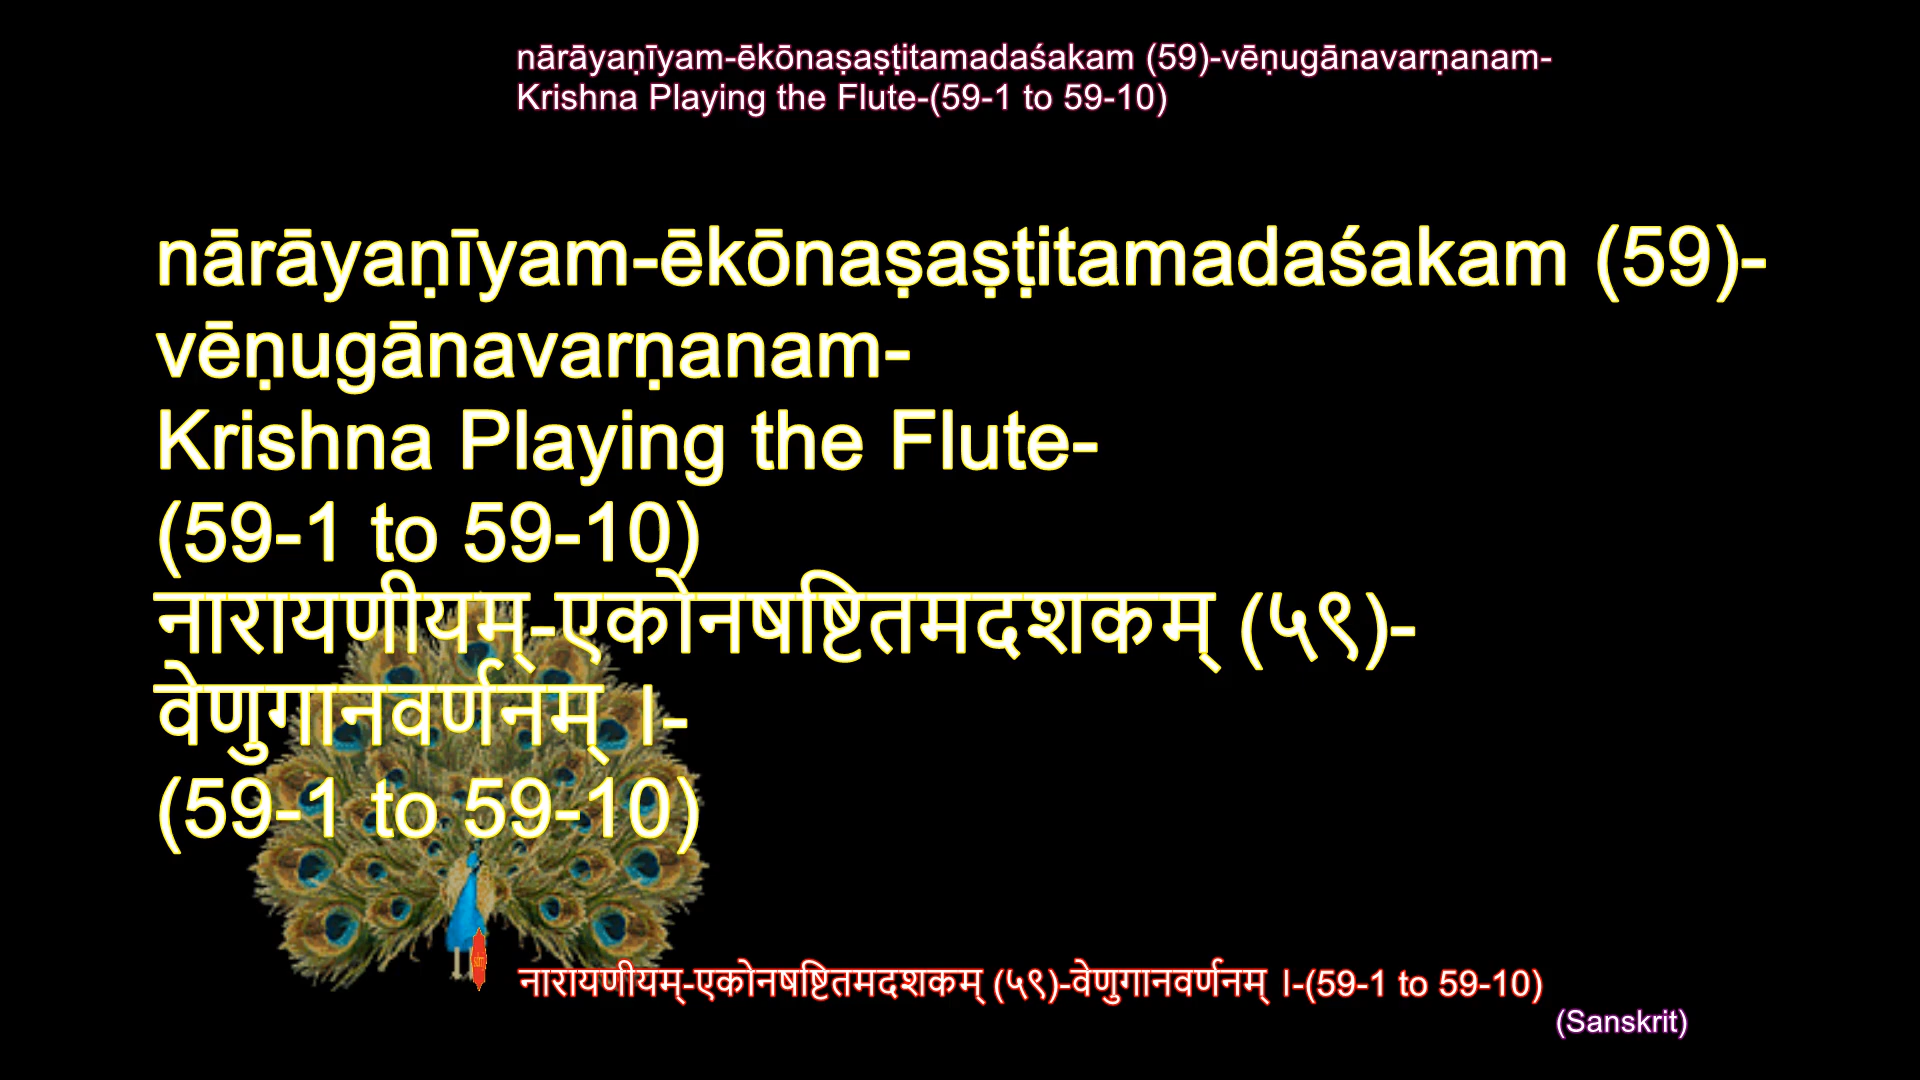 nārāyaṇīyam-ēkōnaṣaṣṭitamadaśakam (59)-vēṇugānavarṇanam-
Krishna Playing the Flute-(59-1 to 59-10)
nārāyaṇīyam-ēkōnaṣaṣṭitamadaśakam (59)-
vēṇugānavarṇanam-
Krishna Playing the Flute-
(59-1 to 59-10)
नारायणीयम्-एकोनषष्टितमदशकम् (५९)-
वेणुगानवर्णनम् ।-
(59-1 to 59-10)
नारायणीयम्-एकोनषष्टितमदशकम् (५९)-वेणुगानवर्णनम् ।-(59-1 to 59-10)
(Sanskrit)